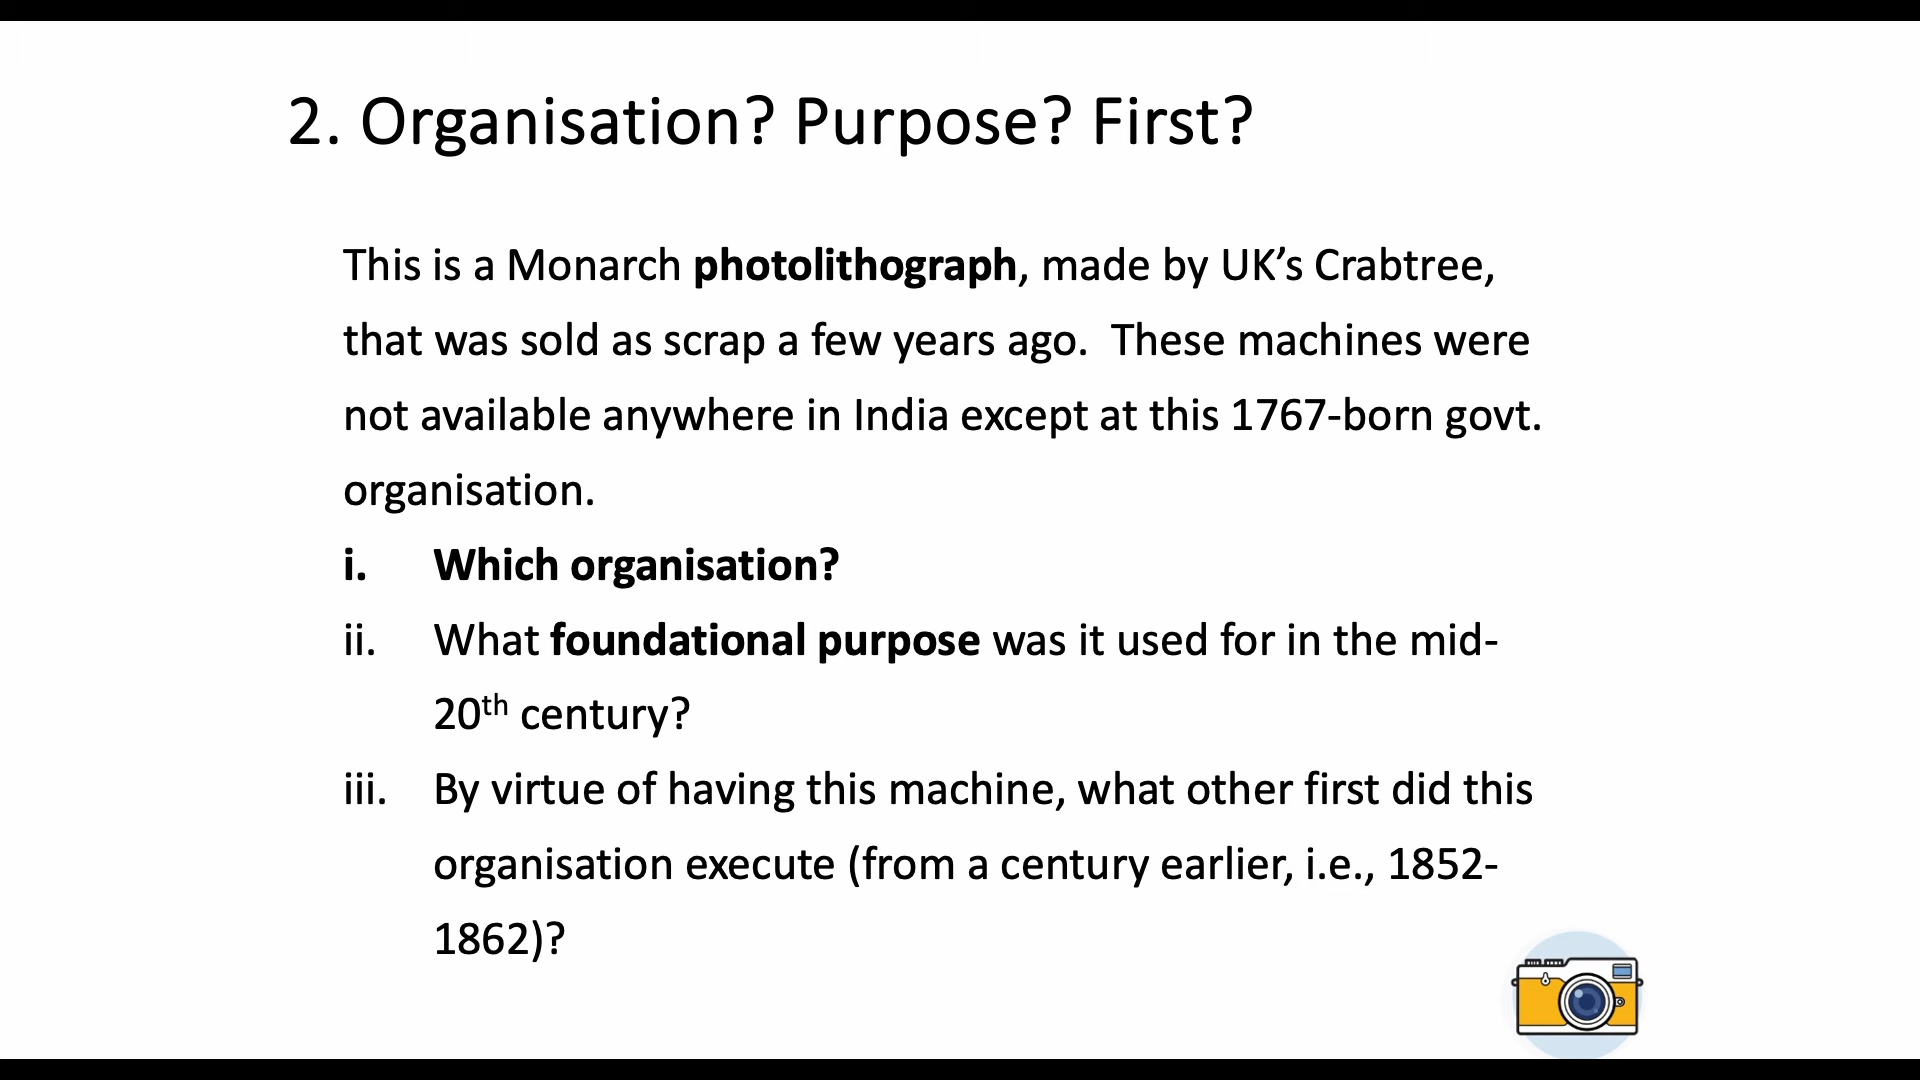 2. Organisation? Purpose? First?
This is a Monarch photolithograph, made by UK’s Crabtree,
that was sold as scrap a few years ago.  These machines were
not available anywhere in India except at this 1767-born govt.
organisation.
i. Which organisation?
ii. What foundational purpose was it used for in the mid-
20th century?
iii. By virtue of having this machine, what other first did this
organisation execute (from a century earlier, i.e., 1852-
1862)?